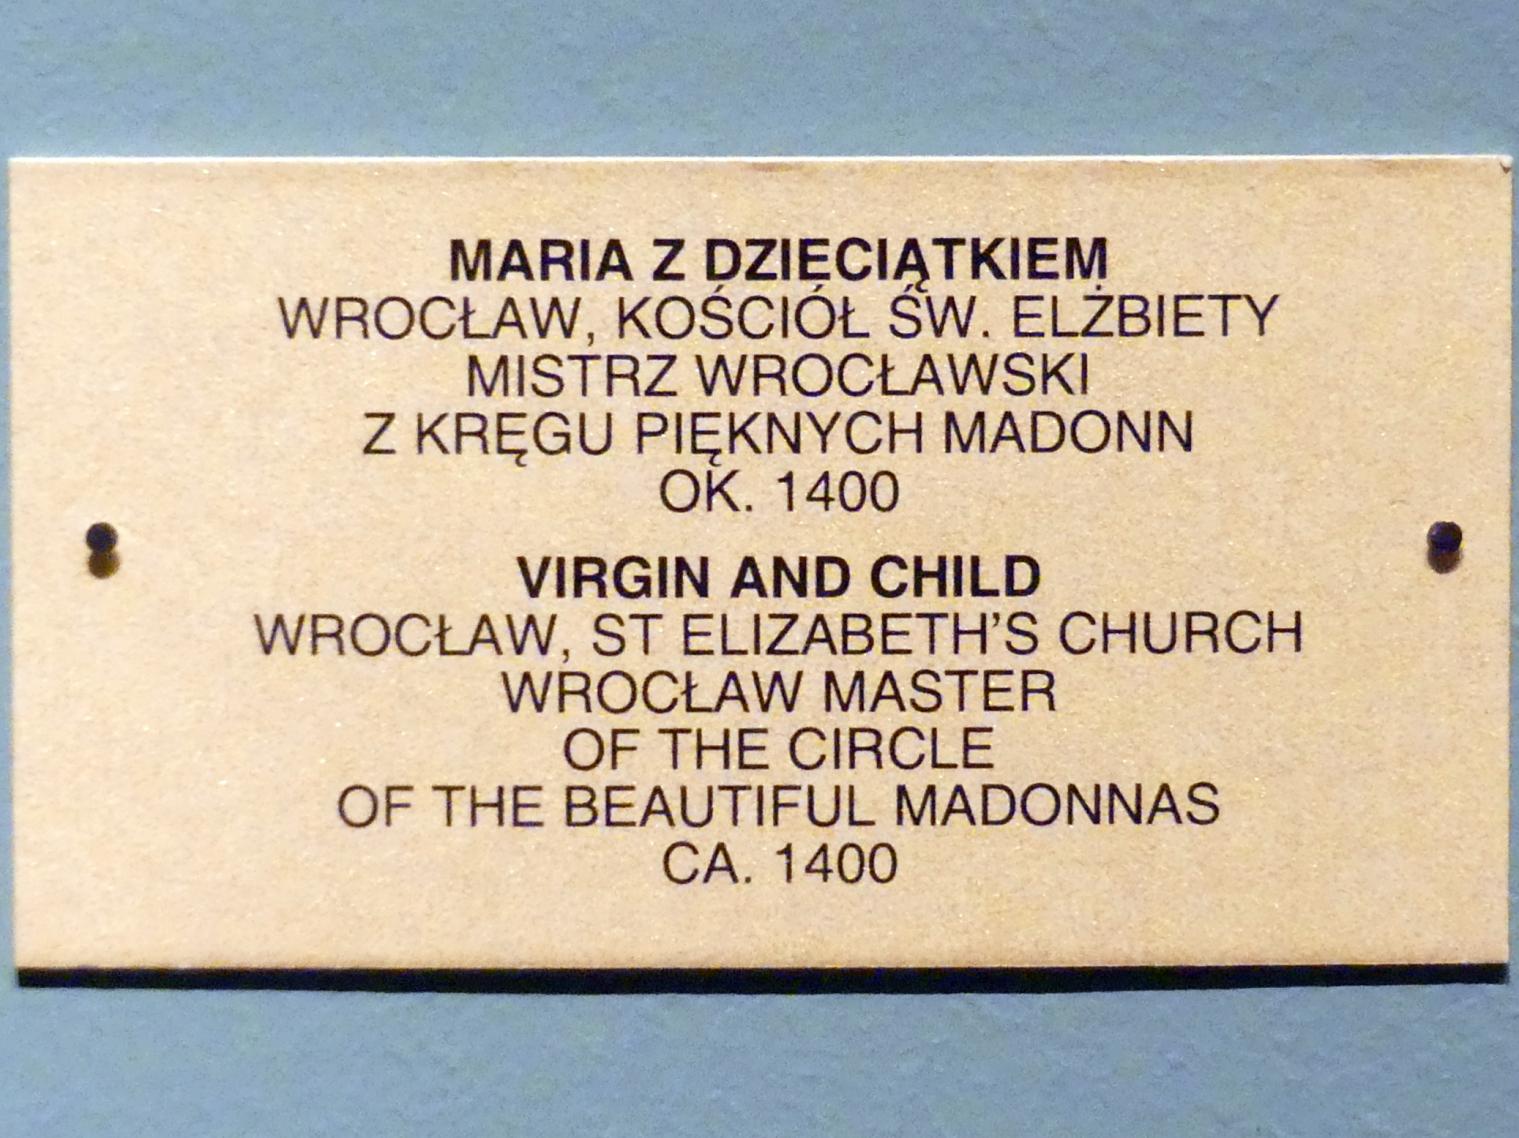 MARIA Z DZIECIĄTKIEM
WROCŁAW, KOŚCIÓŁ ŚW. ELŻBIETY
MISTRZ WROCŁAWSKI
Z KRĘGU PIĘKNYCH MADONN
OK. 1400
VIRGIN AND CHILD
WROCŁAW, ST ELIZABETH'S CHURCH
WROCŁAW MASTER
OF THE CIRCLE
OF THE BEAUTIFUL MADONNAS
CA. 1400